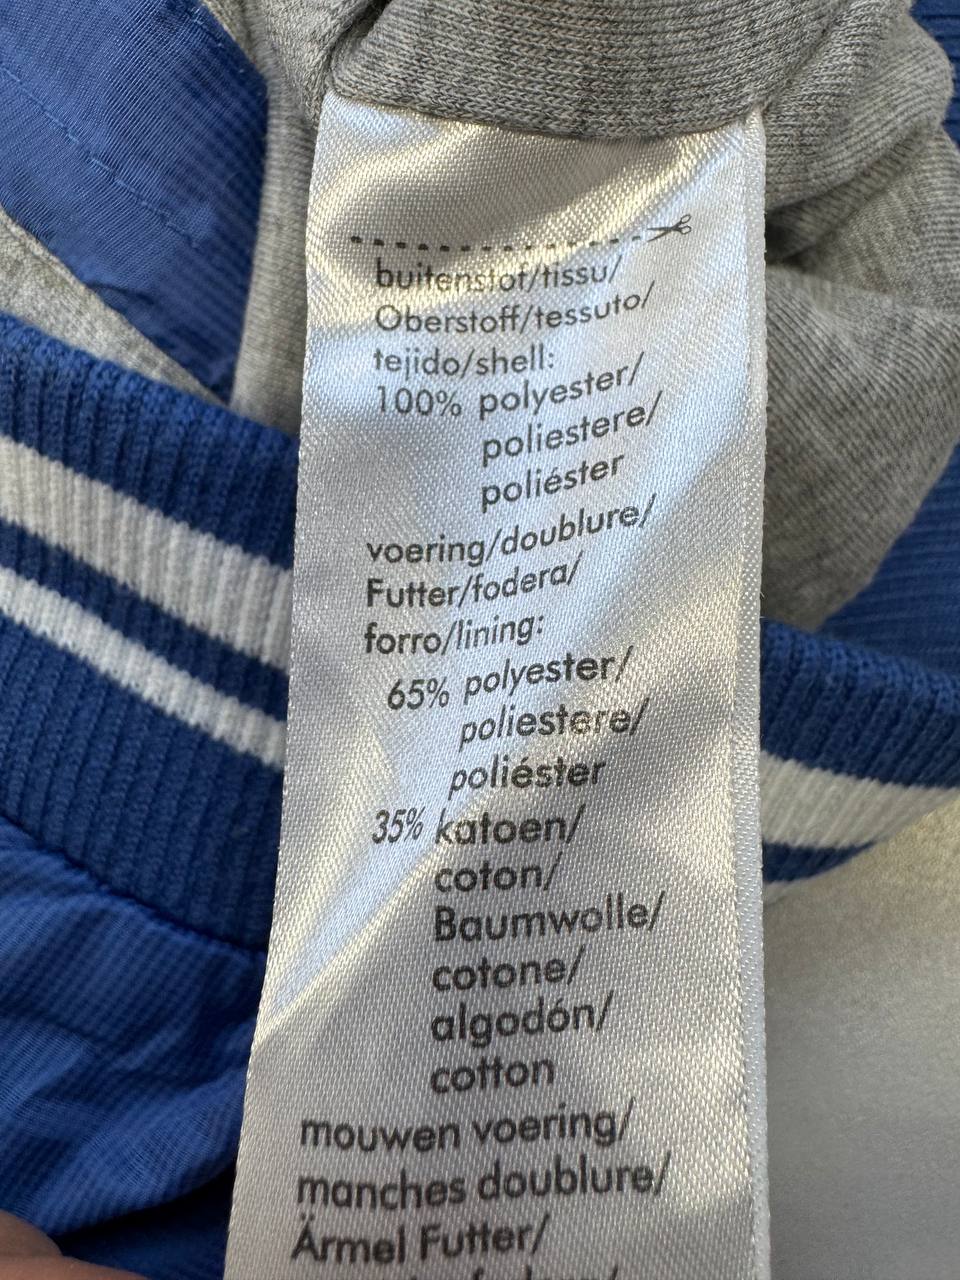 buitenstof/tissu/
Oberstoff/tessuto/
tejido/shell:
100% polyester/
poliestere/
poliéster
voering/doublure/
Futter/fodera/
forro/lining:
65% polyester/
poliestere/
poliéster
35% katoen/
coton/
Baumwolle/
cotone/
algodón/
cotton
mouwen voering/
manches doublure/
Ärmel Futter/